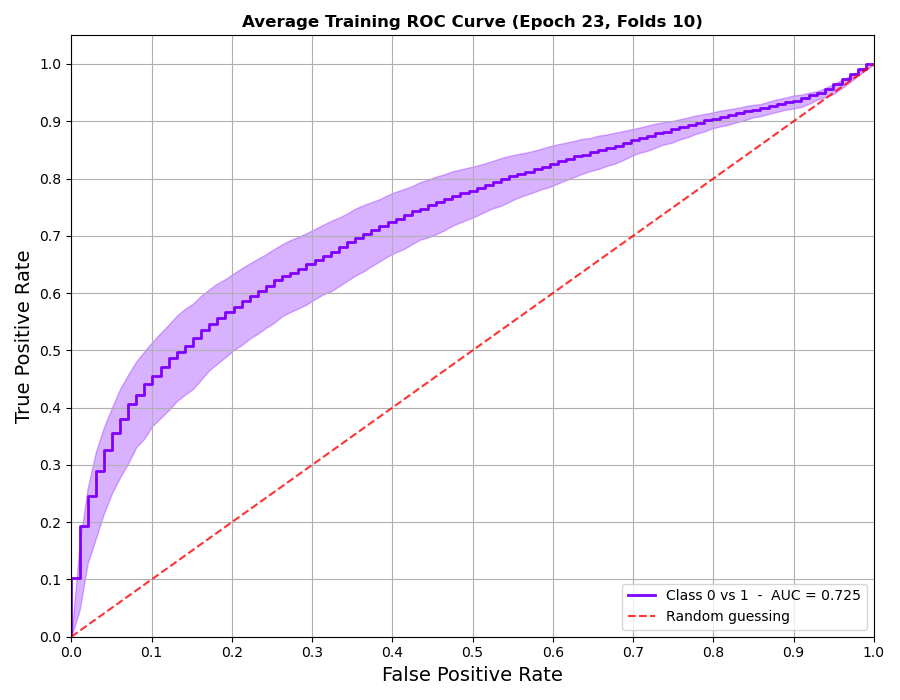 Average Training ROC Curve (Epoch 23, Folds 10)
True Positive Rate
1.0
0.9
0.8
0.7
0.6
0.5
0.4
0.3
0.2
0.1
0.0
Class 0 vs 1 - AUC = 0.725
Random guessing
0.0 0.1 0.2 0.3 0.4 0.5 0.6 0.7 0.8 0.9 1.0
False Positive Rate